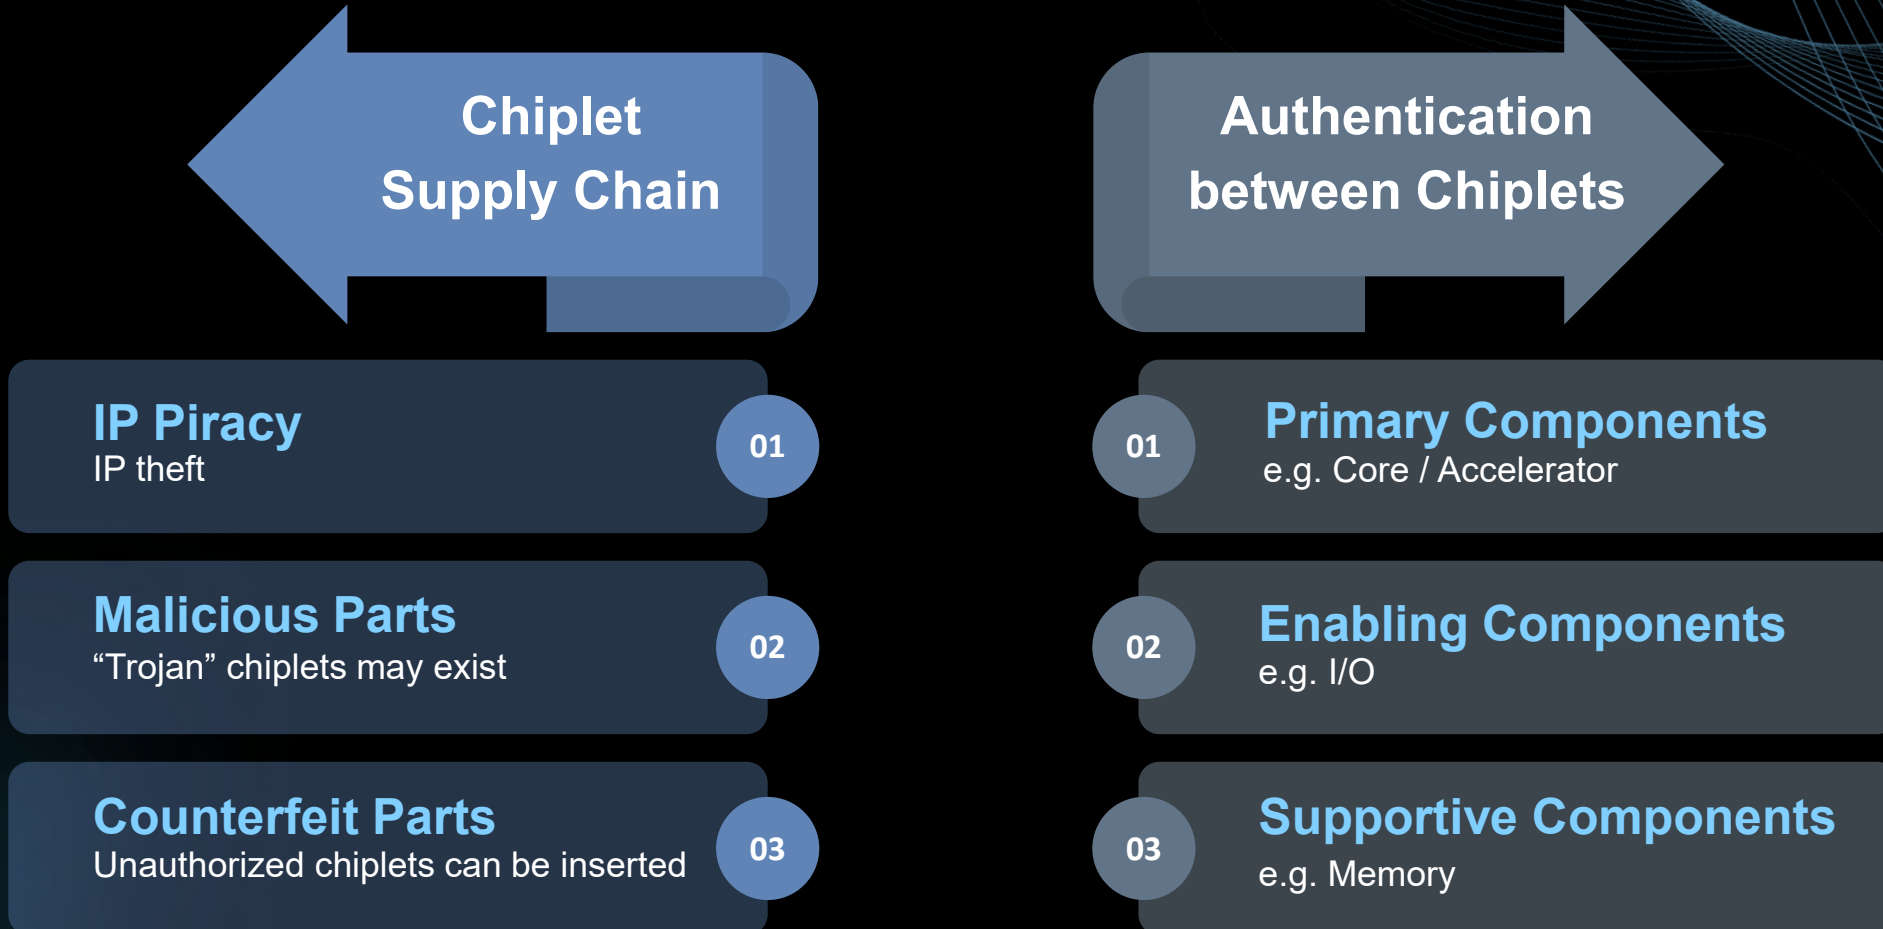 Chiplet
Supply Chain
IP Piracy
IP theft
01
Malicious Parts
“Trojan” chiplets may exist
02
Counterfeit Parts
Unauthorized chiplets can be inserted
03
Authentication
between Chiplets
01
Primary Components
e.g. Core / Accelerator
02
Enabling Components
e.g. I/O
03
Supportive Components
e.g. Memory